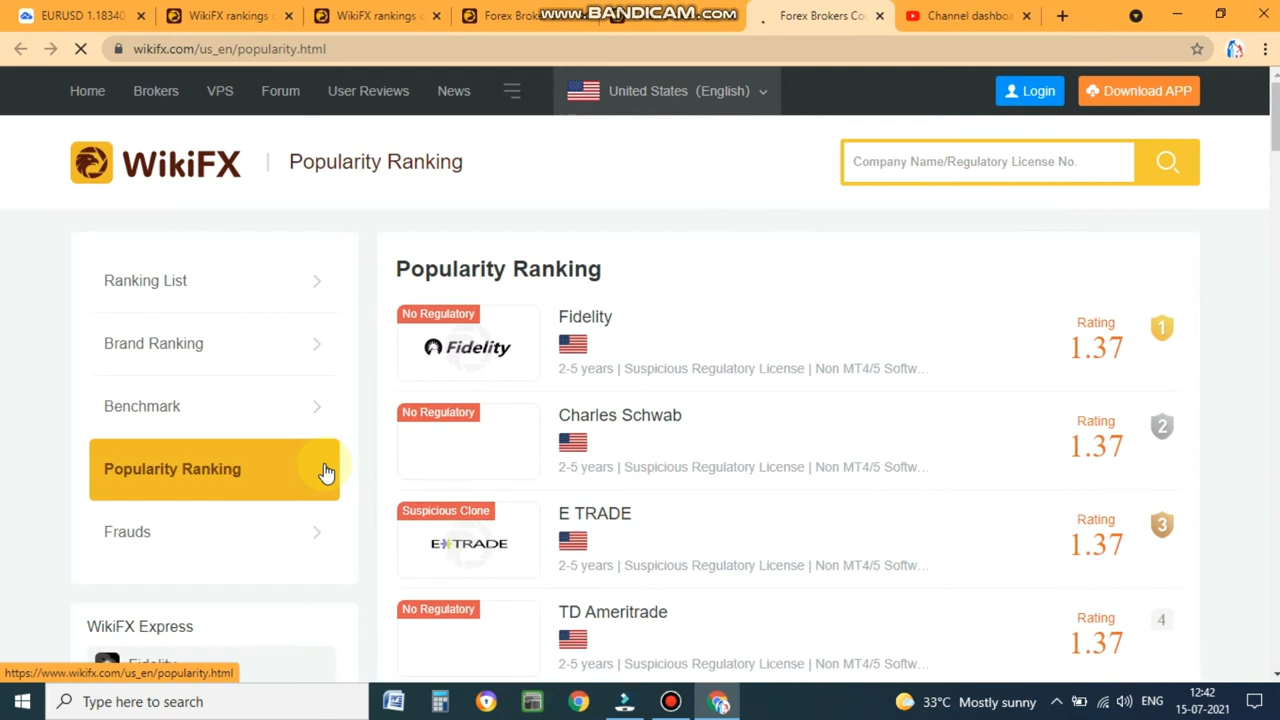 EURUSD 1.18340
WikiFX rankings
WikiFX rankings
Forex Bro
www.BANDICAM.com
Forex Brokers Co
Channel dashboa
wikifx.com/us_en/popularity.html
Home
Brokers
VPS
Forum
User Reviews
News
United States (English)
Login
Download APP
WikiFX
Popularity Ranking
Company Name/Regulatory License No.
Ranking List
Brand Ranking
Benchmark
Popularity Ranking
Frauds
WikiFX Express
Popularity Ranking
No Regulatory
Fidelity
Fidelity
2-5 years | Suspicious Regulatory License | Non MT4/5 Softw...
Rating
1.37
1
No Regulatory
Charles Schwab
2-5 years | Suspicious Regulatory License | Non MT4/5 Softw...
Rating
1.37
2
Suspicious Clone
E*TRADE
E TRADE
2-5 years | Suspicious Regulatory License | Non MT4/5 Softw...
Rating
1.37
3
No Regulatory
TD Ameritrade
2-5 years | Suspicious Regulatory License | Non MT4/5 Softw...
Rating
1.37
4
https://www.wikifx.com/us_en/popularity.html
Type here to search
33°C Mostly sunny
ENG
12:42
15-07-2021